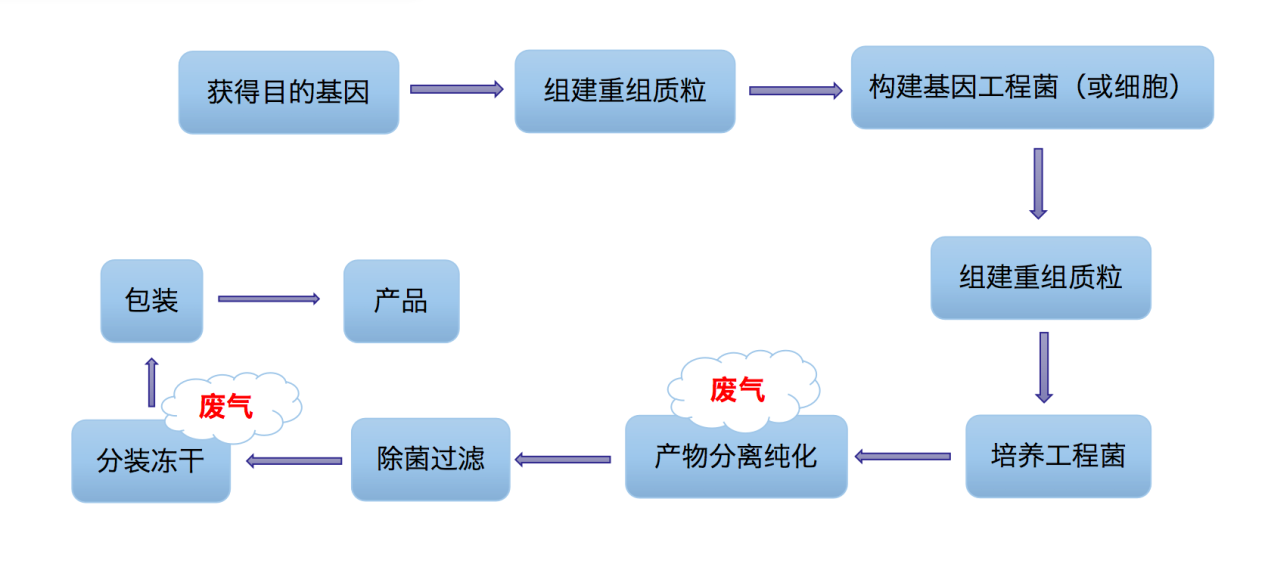 获得目的基因
组建重组质粒
构建基因工程菌（或细胞）
组建重组质粒
培养工程菌
废气
产物分离纯化
除菌过滤
废气
分装冻干
包装
产品